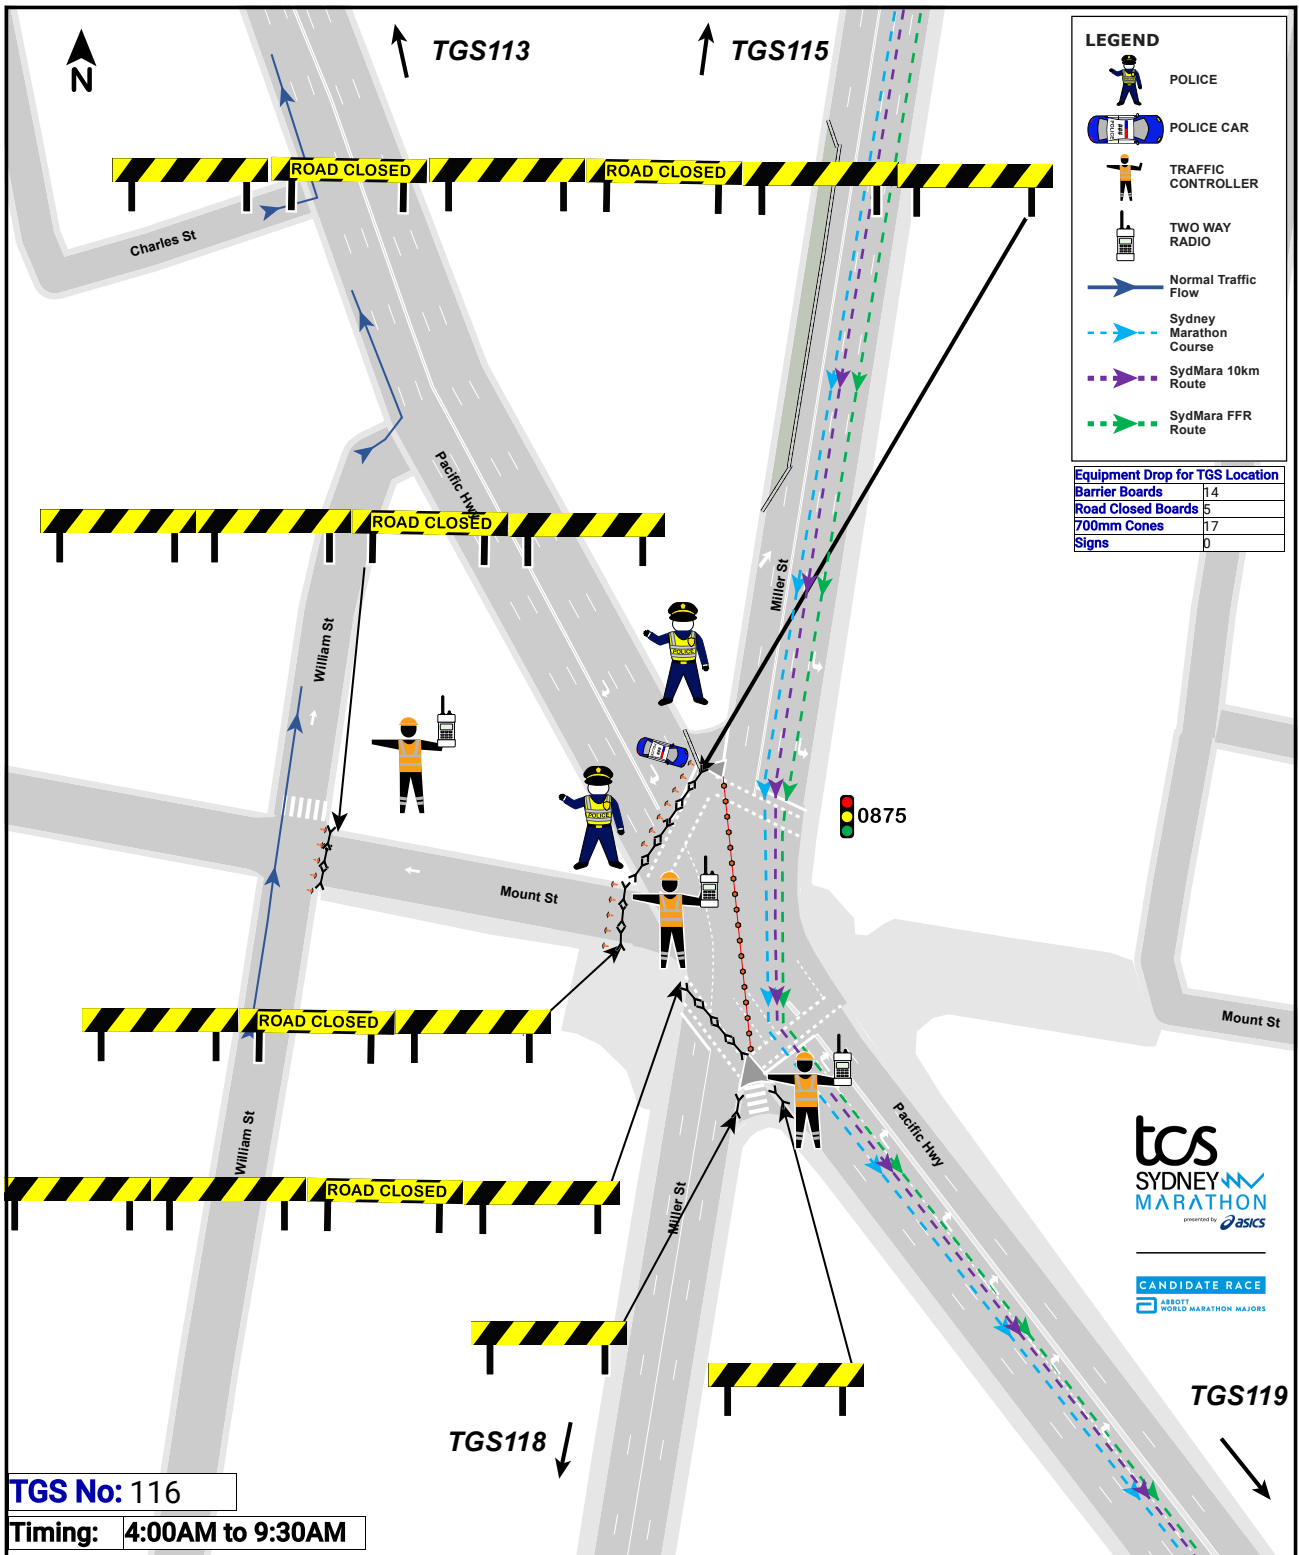 TGS113
TGS115
N
LEGEND
POLICE
POLICE CAR
TRAFFIC
CONTROLLER
TWO WAY
RADIO
Normal Traffic
Flow
Sydney
Marathon
Course
SydMara 10km
Route
SydMara FFR
Route
Equipment Drop for TGS Location
Barrier Boards 14
Road Closed Boards 5
700mm Cones 17
Signs 0
ROAD CLOSED
ROAD CLOSED
Charles St
Pacific Hwy
ROAD CLOSED
William St
Miller St
POLICE
POLICE
0875
Mount St
Mount St
ROAD CLOSED
William St
Pacific Hwy
ROAD CLOSED
Miller St
tcs
SYDNEY
MARATHON
presented by asics
CANDIDATE RACE
ABBOTT
WORLD MARATHON MAJORS
TGS118
TGS119
TGS No: 116
Timing: 4:00AM to 9:30AM